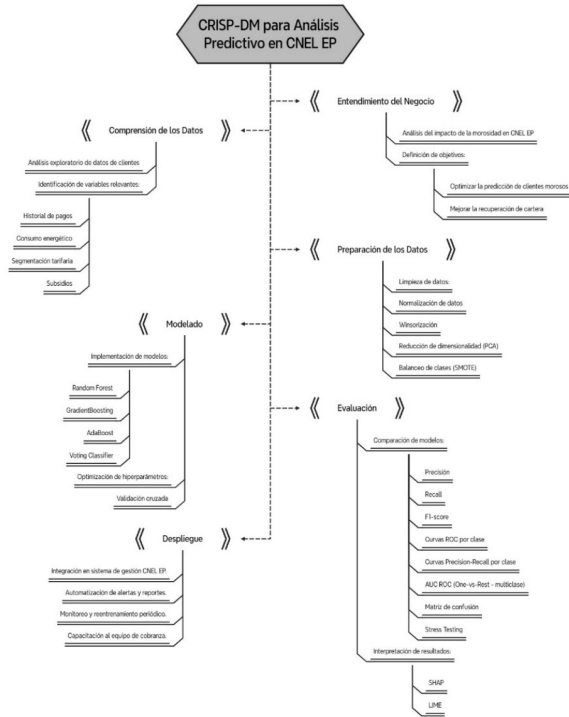 CRISP-DM para Análisis
Predictivo en CNEL EP
Entendimiento del Negocio
Análisis del impacto de la morosidad en CNEL EP
Definición de objetivos:
Optimizar la predicción de clientes morosos
Mejorar la recuperación de cartera
Comprensión de los Datos
Análisis exploratorio de datos de clientes
Identificación de variables relevantes:
Historial de pagos
Consumo energético
Segmentación tarifaria
Subsidios
Preparación de los Datos
Limpieza de datos:
Normalización de datos
Winsorización
Reducción de dimensionalidad (PCA)
Balanceo de clases (SMOTE)
Modelado
Implementación de modelos:
Random Forest
GradientBoosting
AdaBoost
Voting Classifier
Optimización de hiperparámetros:
Validación cruzada
Evaluación
Comparación de modelos:
Precisión
Recall
F1-score
Curvas ROC por clase
Curvas Precision-Recall por clase
AUC ROC (One-vs-Rest - multiclase)
Matriz de confusión
Stress Testing
Interpretación de resultados:
SHAP
LIME
Despliegue
Integración en sistema de gestión CNEL EP.
Automatización de alertas y reportes.
Monitoreo y reentrenamiento periódico.
Capacitación al equipo de cobranza.